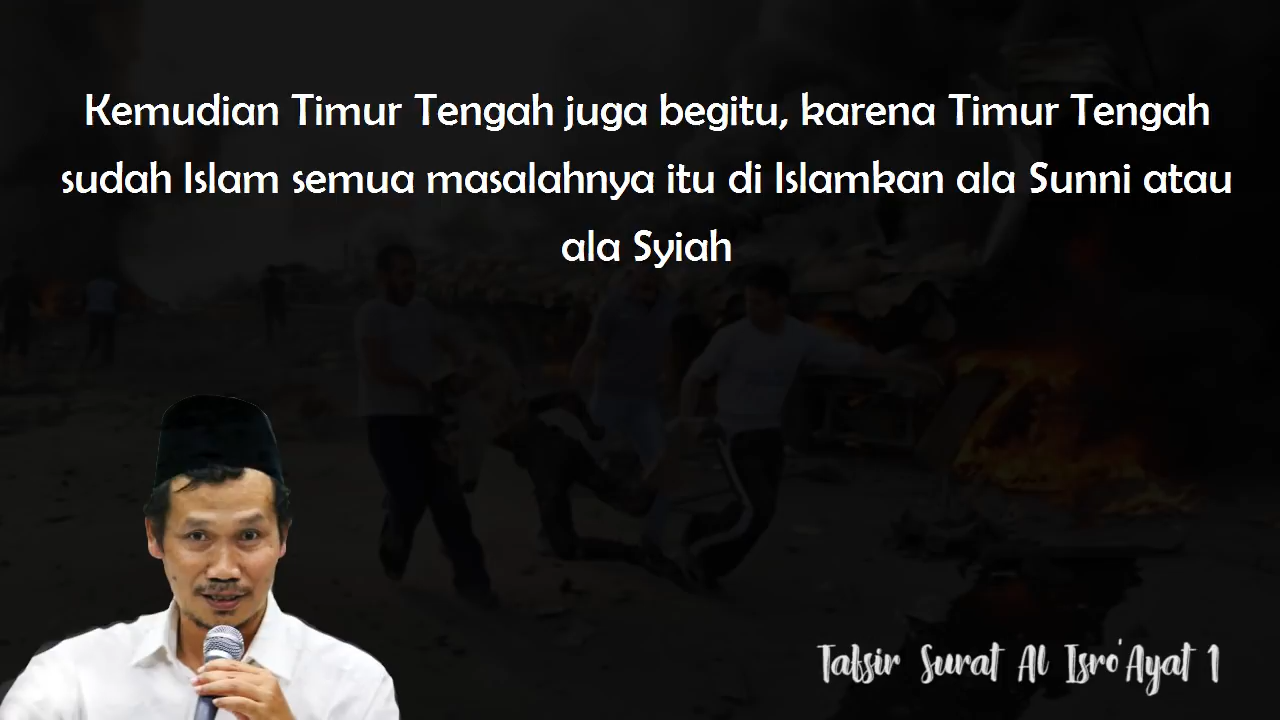 Kemudian Timur Tengah juga begitu, karena Timur Tengah
sudah Islam semua masalahnya itu di Islamkan ala Sunni atau
ala Syiah
Tafsir Surat Al Isro'Ayat 1